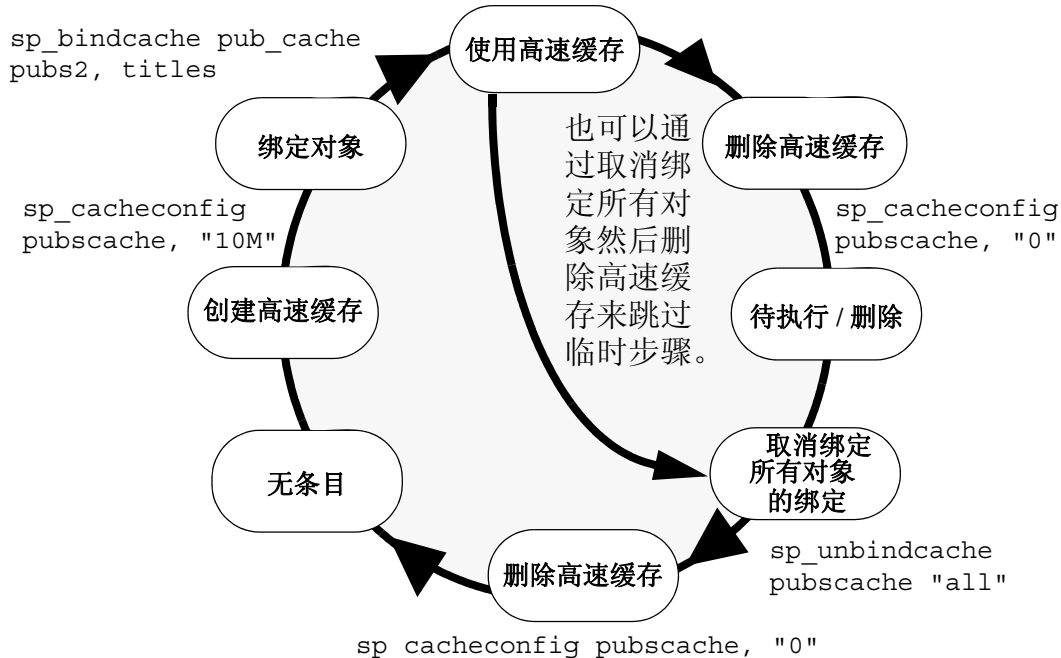 sp_bindcache pub_cache
pubs2, titles
使用高速缓存
绑定对象
也可以通
过取消绑
定所有对
象然后删
除高速缓
存来跳过
临时步骤。
删除高速缓存
sp_cacheconfig
pubscache, "10M"
sp_cacheconfig
pubscache, "0"
创建高速缓存
待执行 / 删除
无条目
取消绑定
所有对象
的绑定
sp_unbindcache
pubscache "all"
删除高速缓存
sp cacheconfig pubscache, "0"